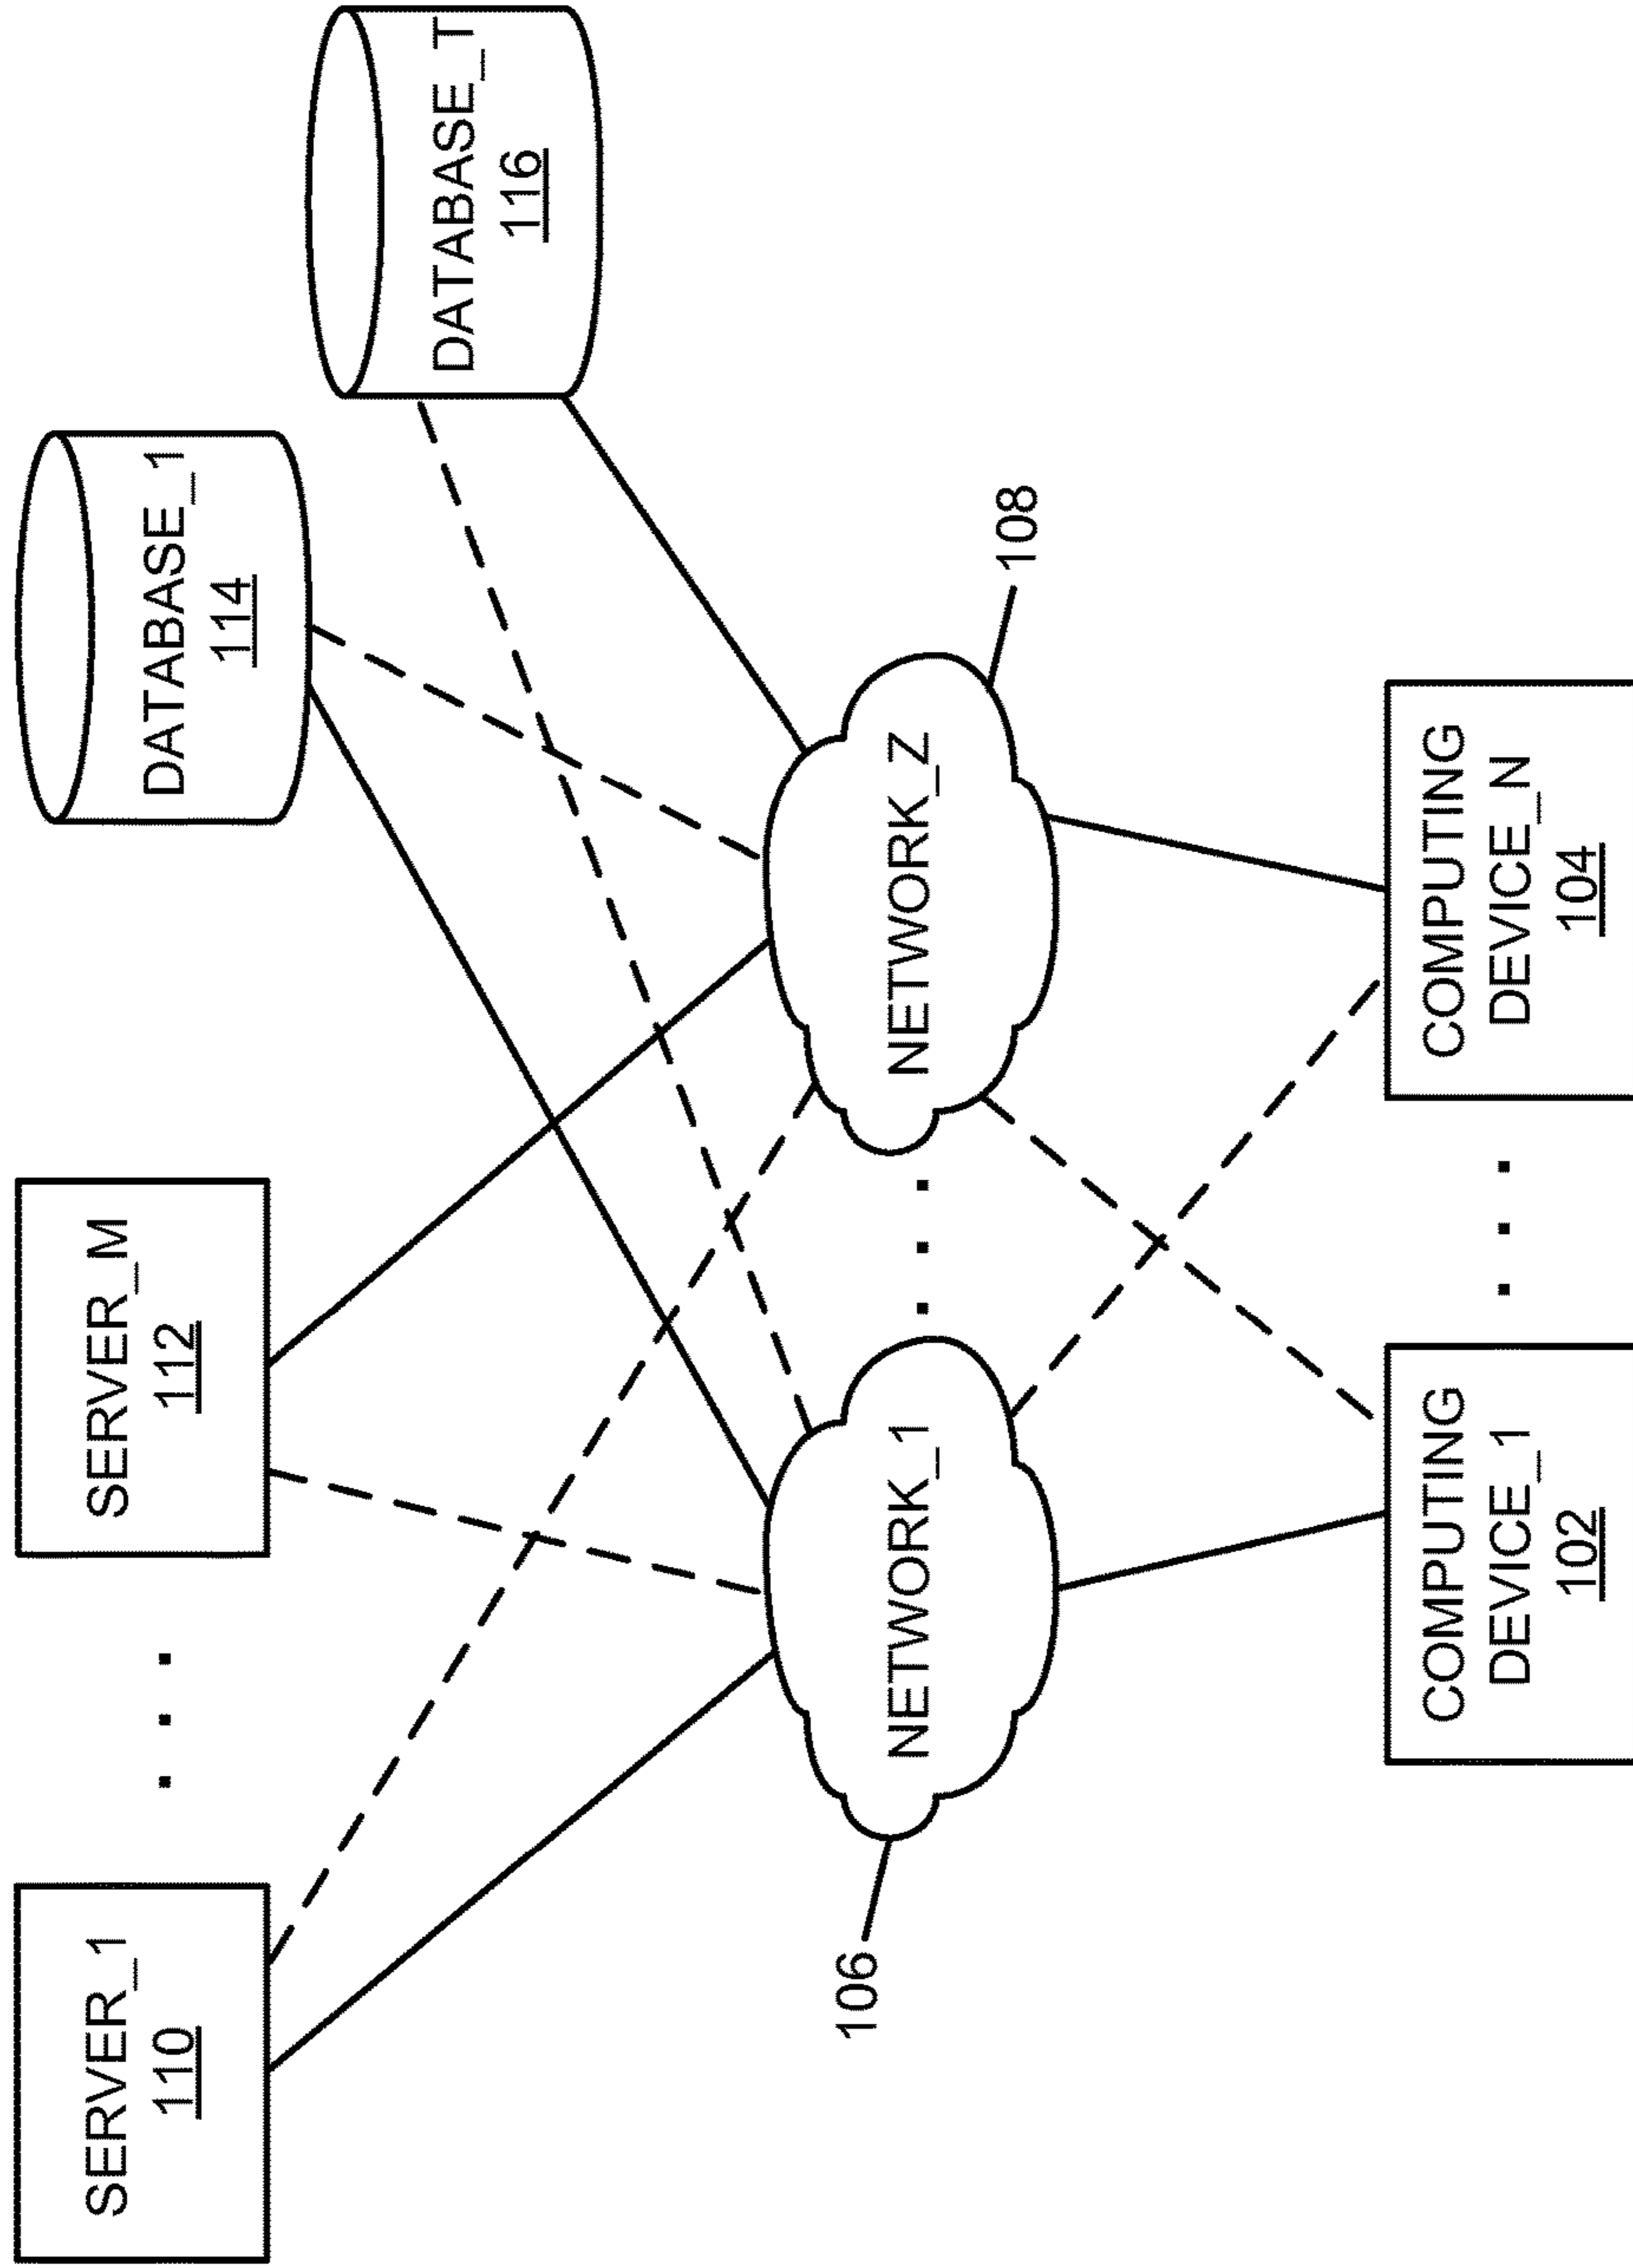 SERVER_1
110
. . .
SERVER_M
112
DATABASE_1
114
DATABASE_T
116
106
NETWORK_1
. . .
NETWORK_Z
108
COMPUTING
DEVICE_1
102
. . .
COMPUTING
DEVICE_N
104